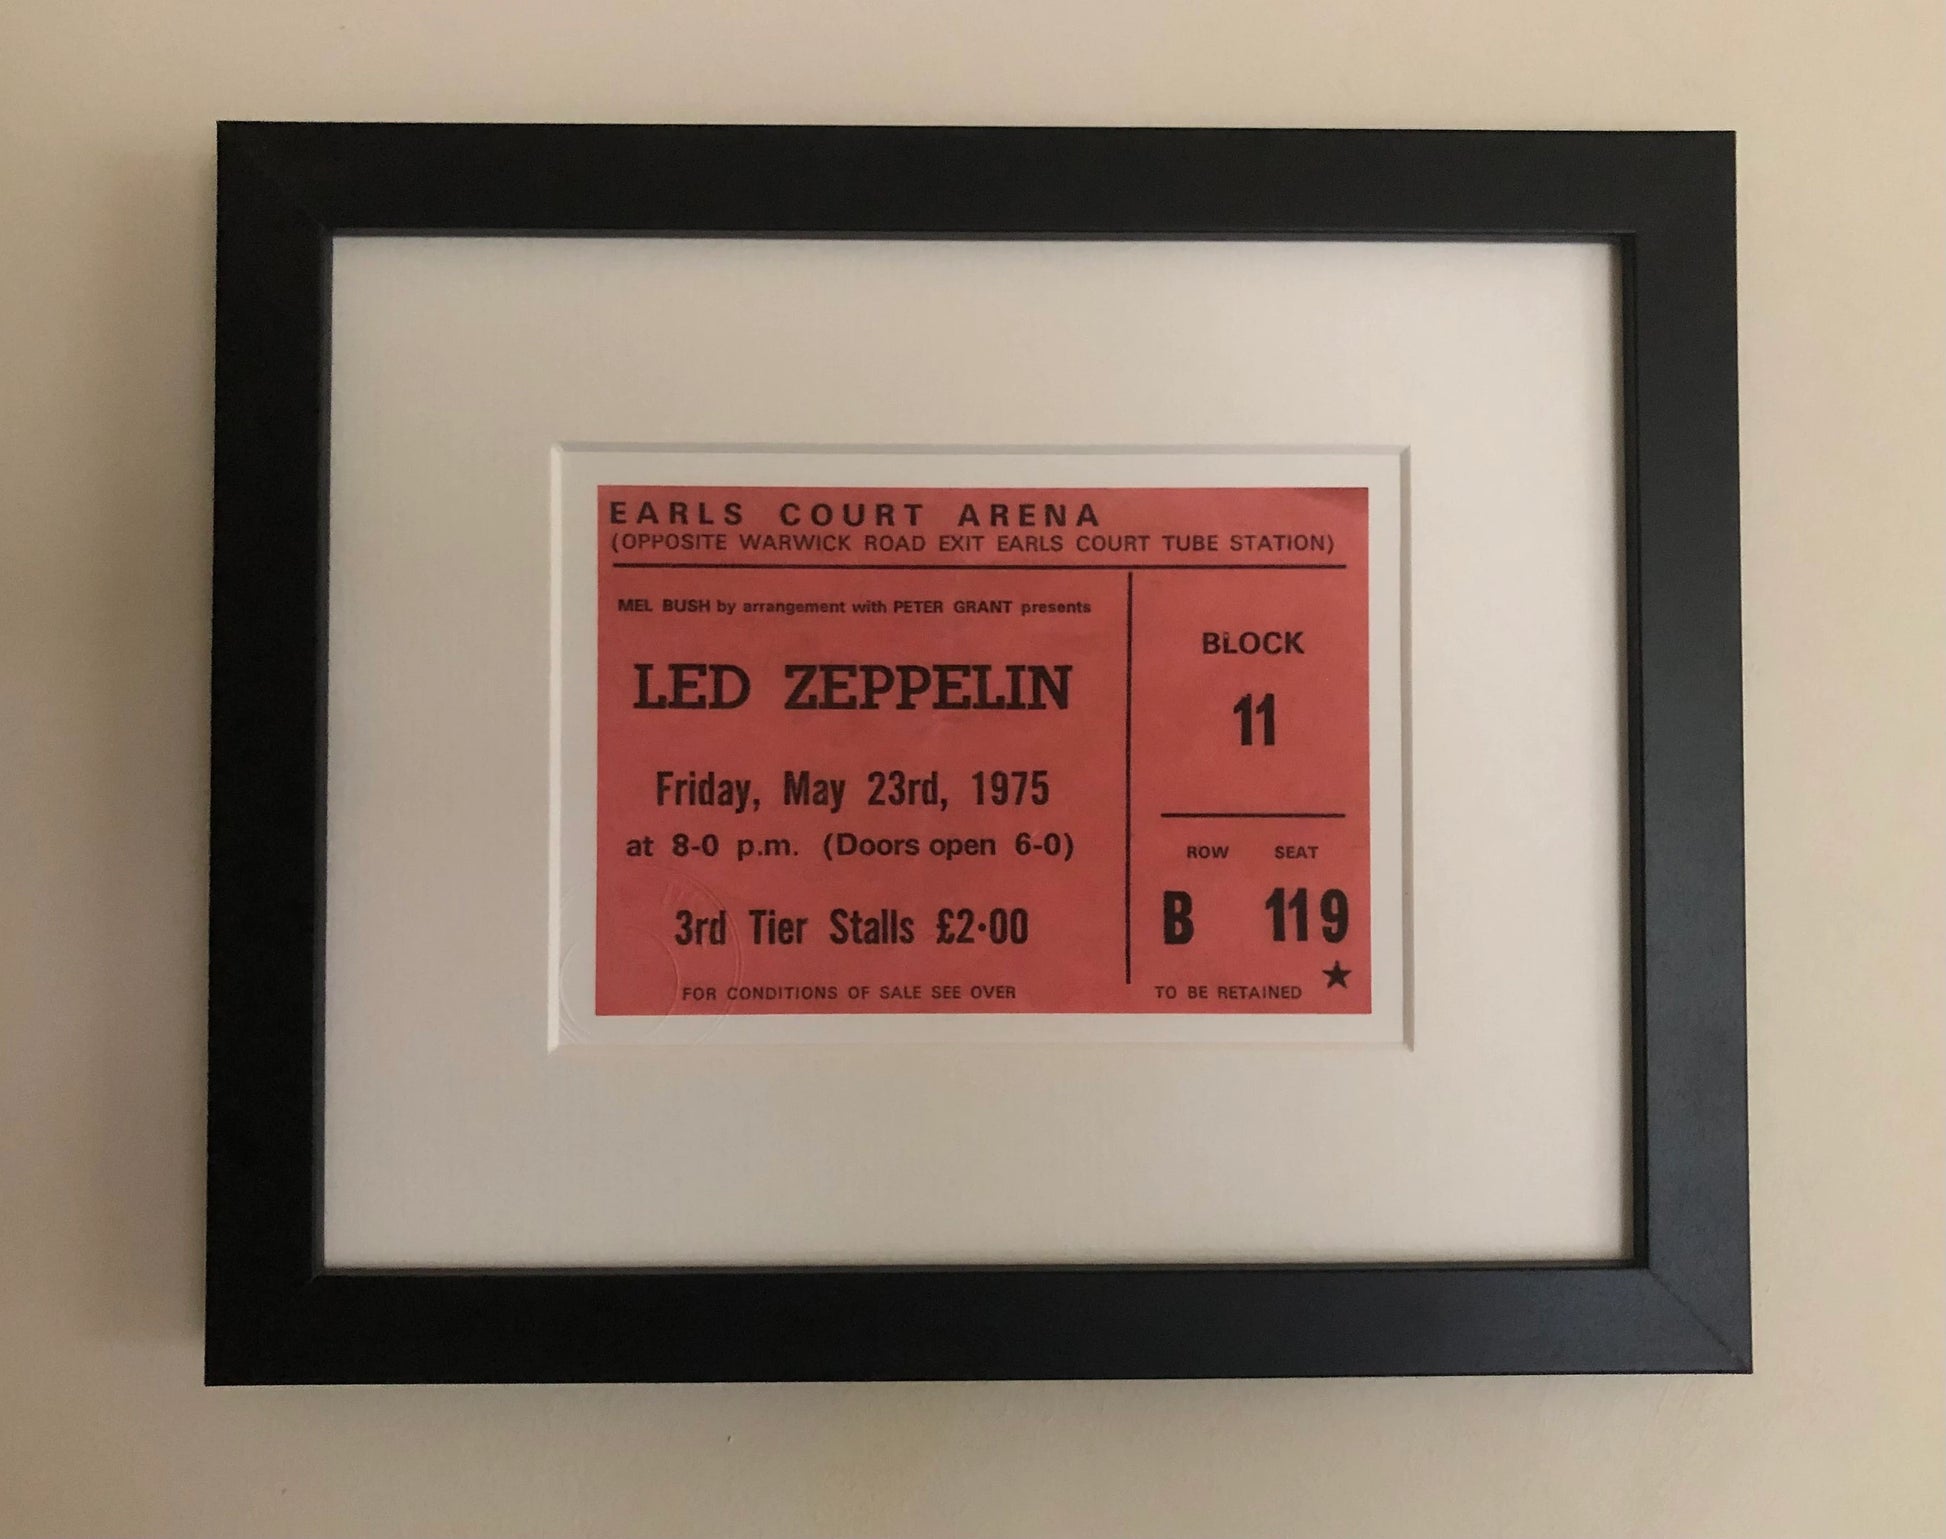 EARLS COURT ARENA
(OPPOSITE WARWICK ROAD EXIT EARLS COURT TUBE STATION)
MEL BUSH by arrangement with PETER GRANT presents
LED ZEPPELIN
Friday, May 23rd, 1975
at 8-0 p.m. (Doors open 6-0)
3rd Tier Stalls £2·00
FOR CONDITIONS OF SALE SEE OVER
BLOCK
11
ROW SEAT
B 119
TO BE RETAINED ★